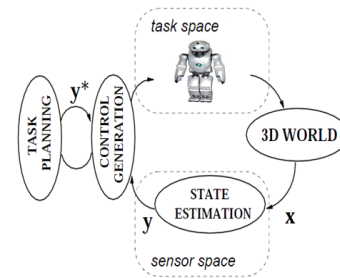 task space
TASK
PLANNING
y*
CONTROL
GENERATION
3D WORLD
STATE
ESTIMATION
y
x
sensor space